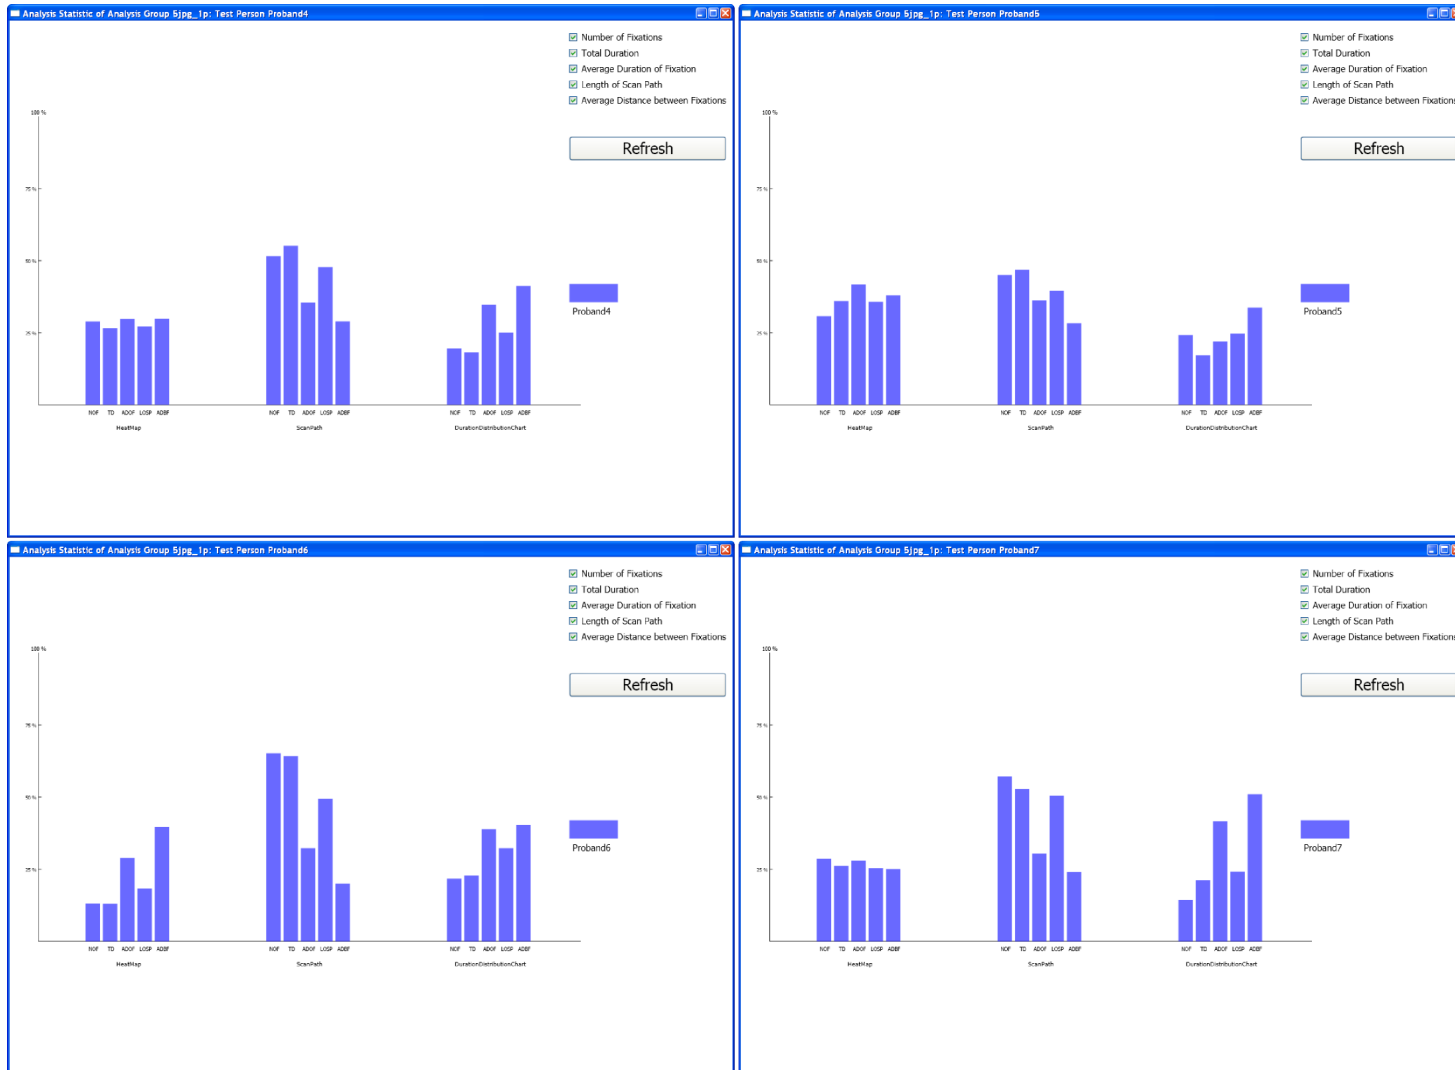 Analysis Statistic of Analysis Group 5jpg_1p: Test Person Proband4
Number of Fixations
Total Duration
Average Duration of Fixation
Length of Scan Path
Average Distance between Fixations
Refresh
100 %
75 %
50 %
25 %
Proband4
NOF TD ADOF LOSP ADBF NOF TD ADOF LOSP ADBF NOF TD ADOF LOSP ADBF
HeatMap ScanPath DurationDistributionChart
Analysis Statistic of Analysis Group 5jpg_1p: Test Person Proband5
Number of Fixations
Total Duration
Average Duration of Fixation
Length of Scan Path
Average Distance between Fixations
Refresh
100 %
75 %
50 %
25 %
Proband5
NOF TD ADOF LOSP ADBF NOF TD ADOF LOSP ADBF NOF TD ADOF LOSP ADBF
HeatMap ScanPath DurationDistributionChart
Analysis Statistic of Analysis Group 5jpg_1p: Test Person Proband6
Number of Fixations
Total Duration
Average Duration of Fixation
Length of Scan Path
Average Distance between Fixations
Refresh
100 %
75 %
50 %
25 %
Proband6
NOF TD ADOF LOSP ADBF NOF TD ADOF LOSP ADBF NOF TD ADOF LOSP ADBF
HeatMap ScanPath DurationDistributionChart
Analysis Statistic of Analysis Group 5jpg_1p: Test Person Proband7
Number of Fixations
Total Duration
Average Duration of Fixation
Length of Scan Path
Average Distance between Fixations
Refresh
100 %
75 %
50 %
25 %
Proband7
NOF TD ADOF LOSP ADBF NOF TD ADOF LOSP ADBF NOF TD ADOF LOSP ADBF
HeatMap ScanPath DurationDistributionChart